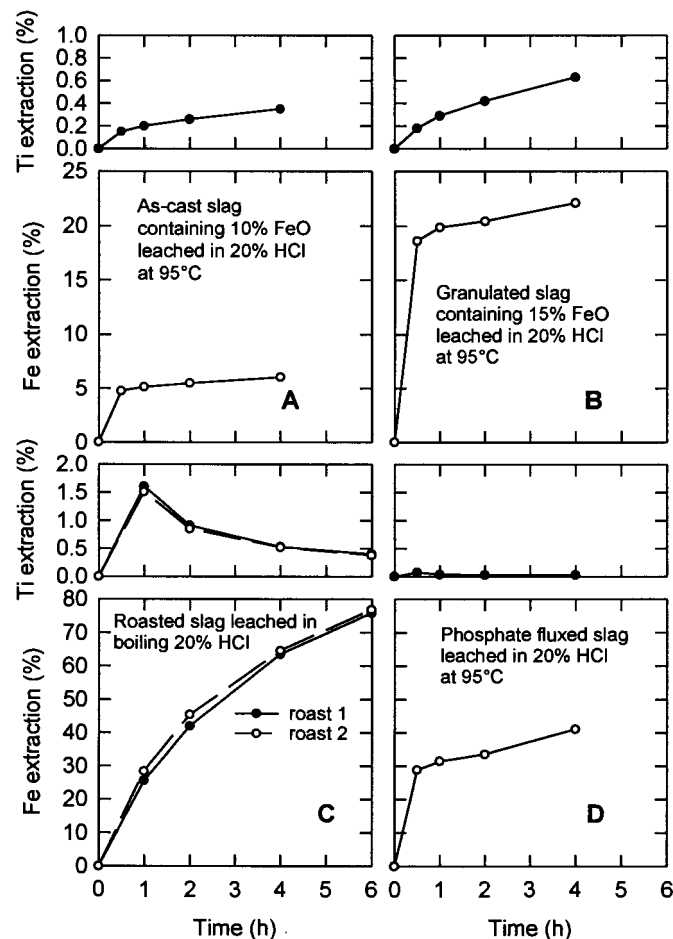 Ti extraction (%)
1.0
0.8
0.6
0.4
0.2
0.0
Fe extraction (%)
25
20
15
10
5
0
As-cast slag
containing 10% FeO
leached in 20% HCl
at 95°C
A
Granulated slag
containing 15% FeO
leached in 20% HCl
at 95°C
B
Ti extraction (%)
2.0
1.5
1.0
0.5
0.0
Fe extraction (%)
80
70
60
50
40
30
20
10
0
Roasted slag leached in
boiling 20% HCl
roast 1
roast 2
C
Phosphate fluxed slag
leached in 20% HCl
at 95°C
D
0 1 2 3 4 5 6
Time (h)
0 1 2 3 4 5 6
Time (h)